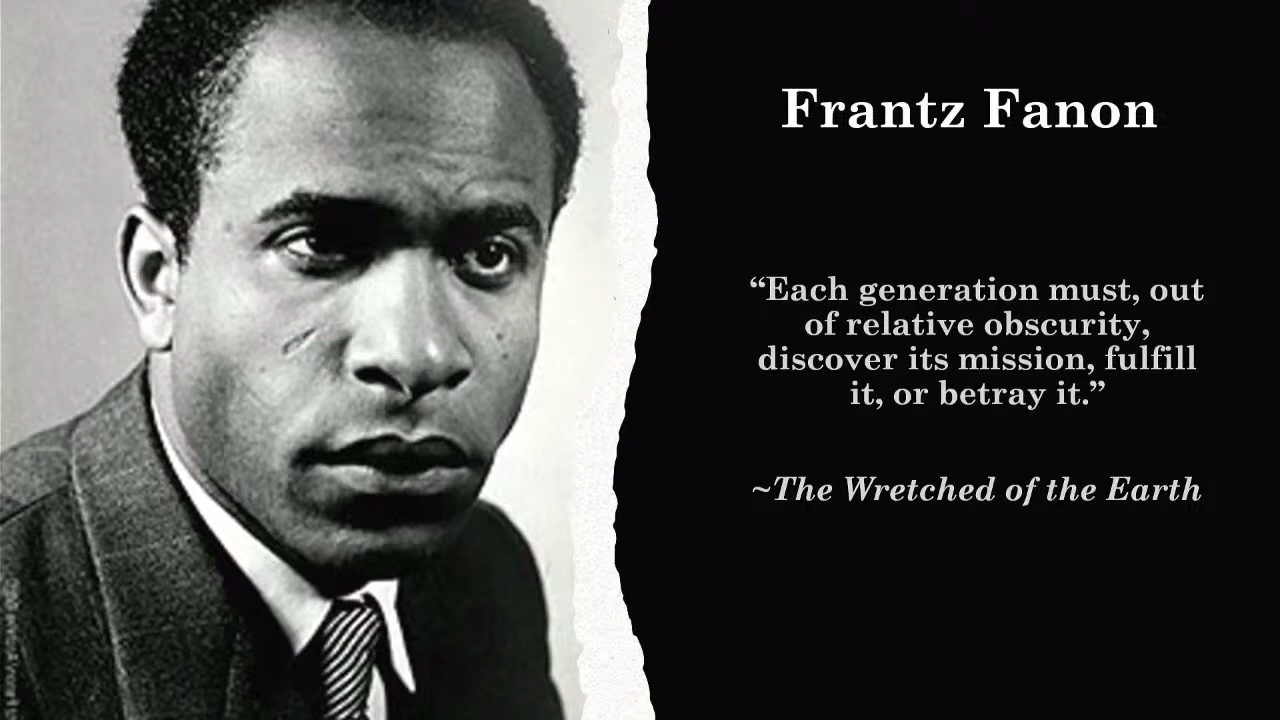 Frantz Fanon
“Each generation must, out
of relative obscurity,
discover its mission, fulfill
it, or betray it.”
~The Wretched of the Earth